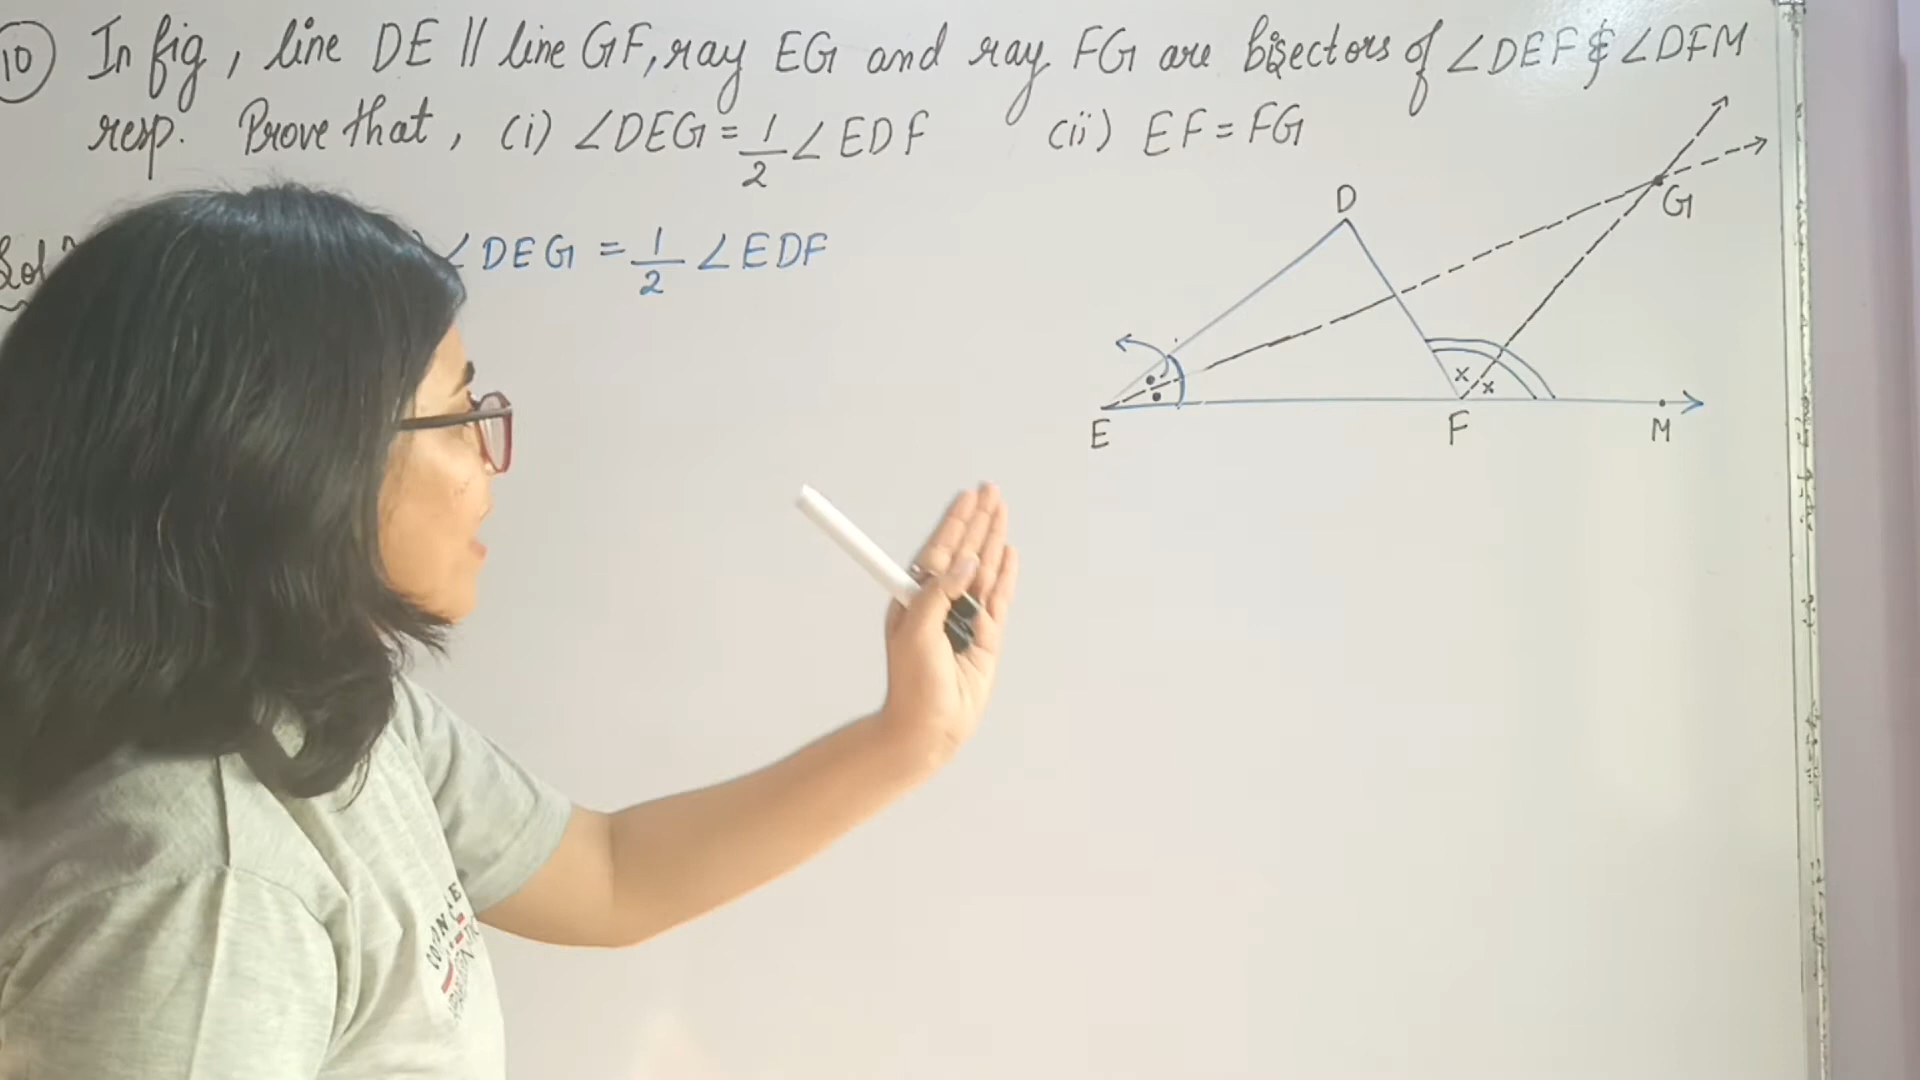 10 In fig, line DE || line GF, ray EG and ray FG are bisectors of ∠DEF & ∠DFM
resp. Prove that, (i) ∠DEG = 1/2 ∠EDF (ii) EF = FG
∠DEG = 1/2 ∠EDF
D
G
x x
E F M